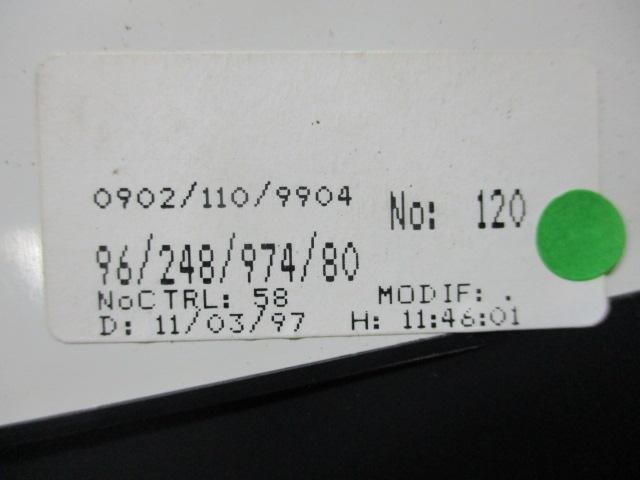 0902/110/9904 No: 120
96/248/974/80
NoCTRL: 58 MODIF: .
D: 11/03/97 H: 11:46:01